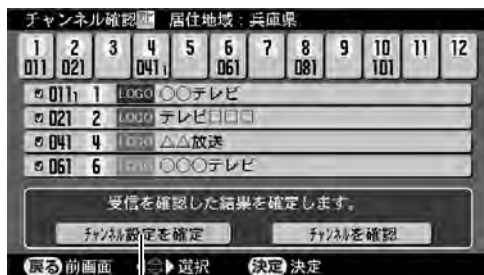 チャンネル確認 居住地域：兵庫県
1 2 3 4 5 6 7 8 9 10 11 12
011 021 041₁ 061 081 101
011₁ 1 LOGO ○○テレビ
021 2 LOGO テレビ□□□
041 4 LOGO △△放送
061 6 LOGO ○○○テレビ
受信を確認した結果を確定します。
チャンネル設定を確定 チャンネルを確認
戻る 前画面 選択 決定 決定